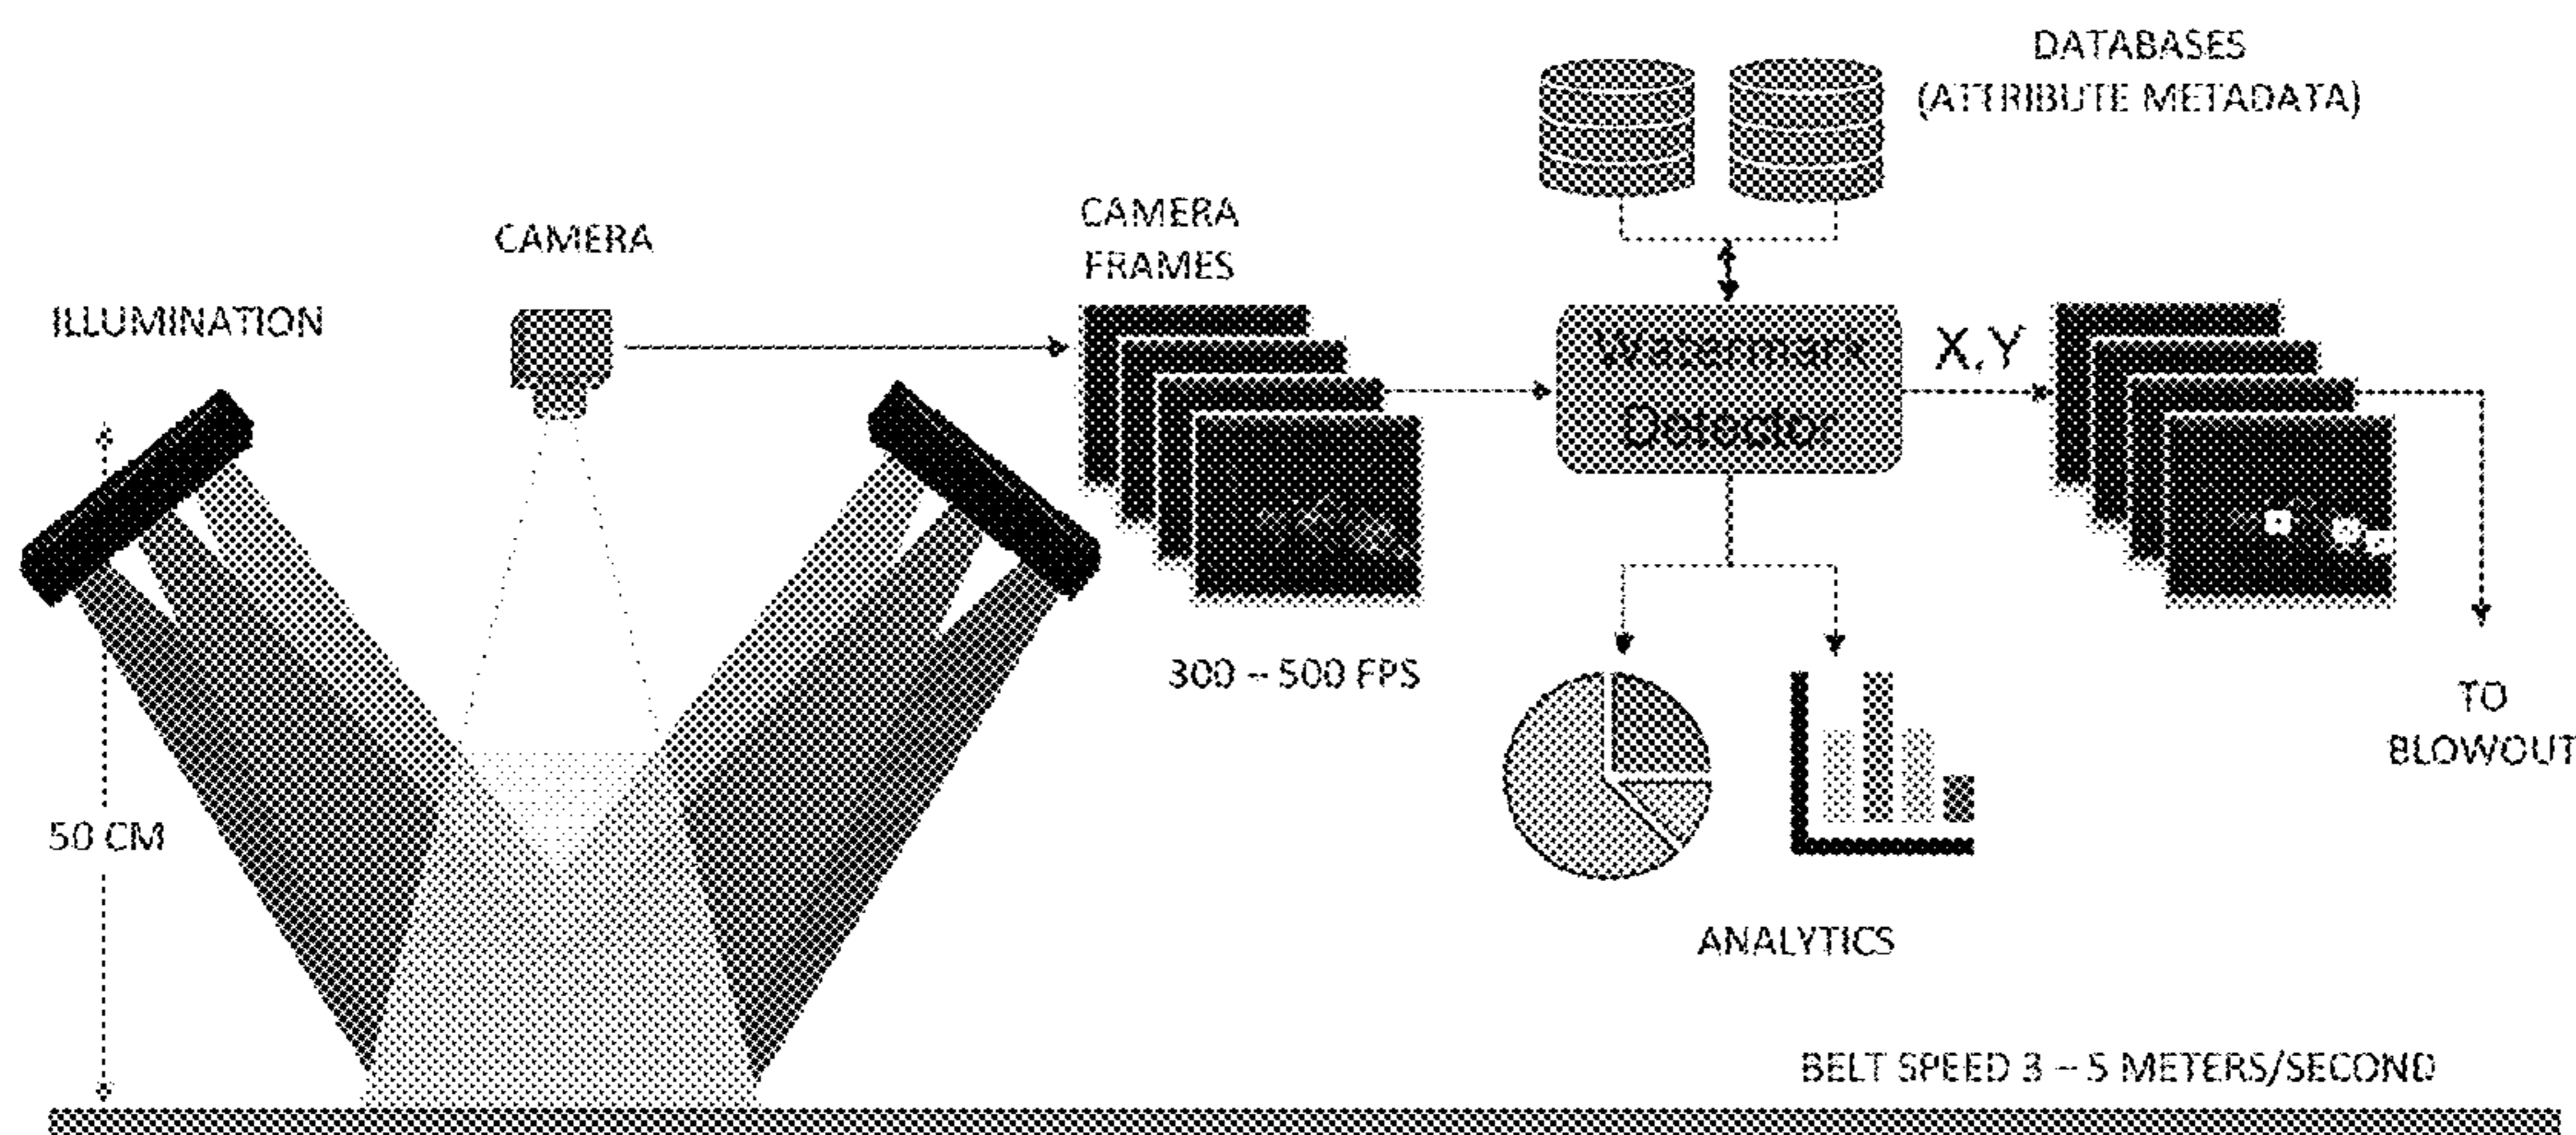 DATABASES
(ATTRIBUTE METADATA)
CAMERA
FRAMES
CAMERA
ILLUMINATION
Watermark
Detector
X,Y
300 – 500 FPS
TO
BLOWOUT
50 CM
ANALYTICS
BELT SPEED 3 – 5 METERS/SECOND